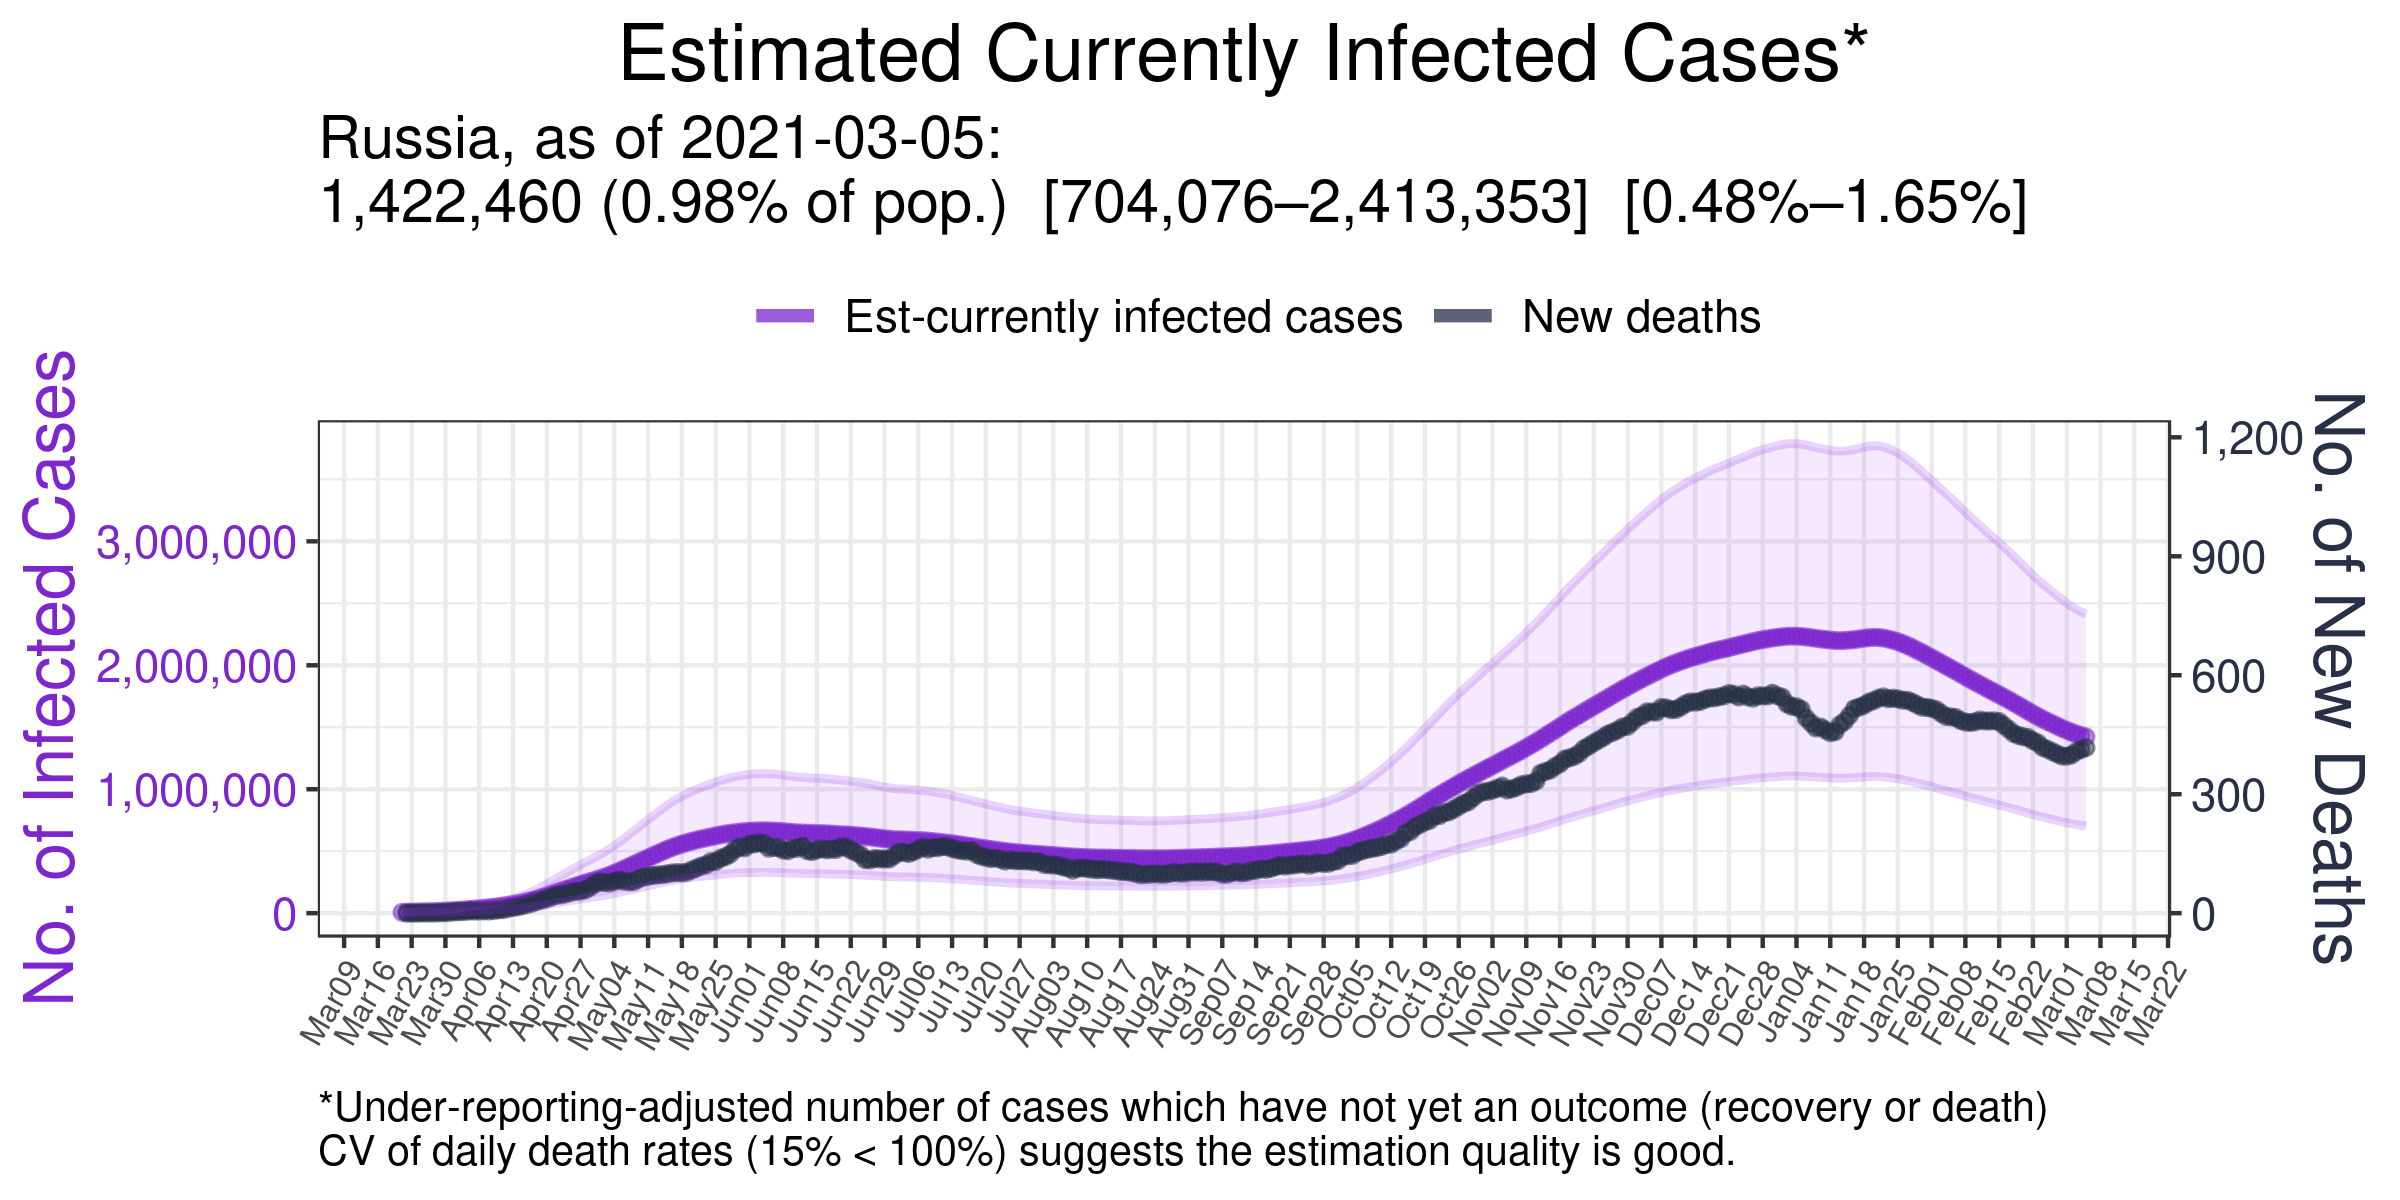 Estimated Currently Infected Cases*
Russia, as of 2021-03-05:
1,422,460 (0.98% of pop.) [704,076–2,413,353] [0.48%–1.65%]
Est-currently infected cases
New deaths
No. of Infected Cases
3,000,000
2,000,000
1,000,000
0
1,200
900
600
300
0
No. of New Deaths
Mar09
Mar16
Mar23
Mar30
Apr06
Apr13
Apr20
Apr27
May04
May11
May18
May25
Jun01
Jun08
Jun15
Jun22
Jun29
Jul06
Jul13
Jul20
Jul27
Aug03
Aug10
Aug17
Aug24
Aug31
Sep07
Sep14
Sep21
Sep28
Oct05
Oct12
Oct19
Oct26
Nov02
Nov09
Nov16
Nov23
Nov30
Dec07
Dec14
Dec21
Dec28
Jan04
Jan11
Jan18
Jan25
Feb01
Feb08
Feb15
Feb22
Mar01
Mar08
Mar15
Mar22
*Under-reporting-adjusted number of cases which have not yet an outcome (recovery or death)
CV of daily death rates (15% < 100%) suggests the estimation quality is good.